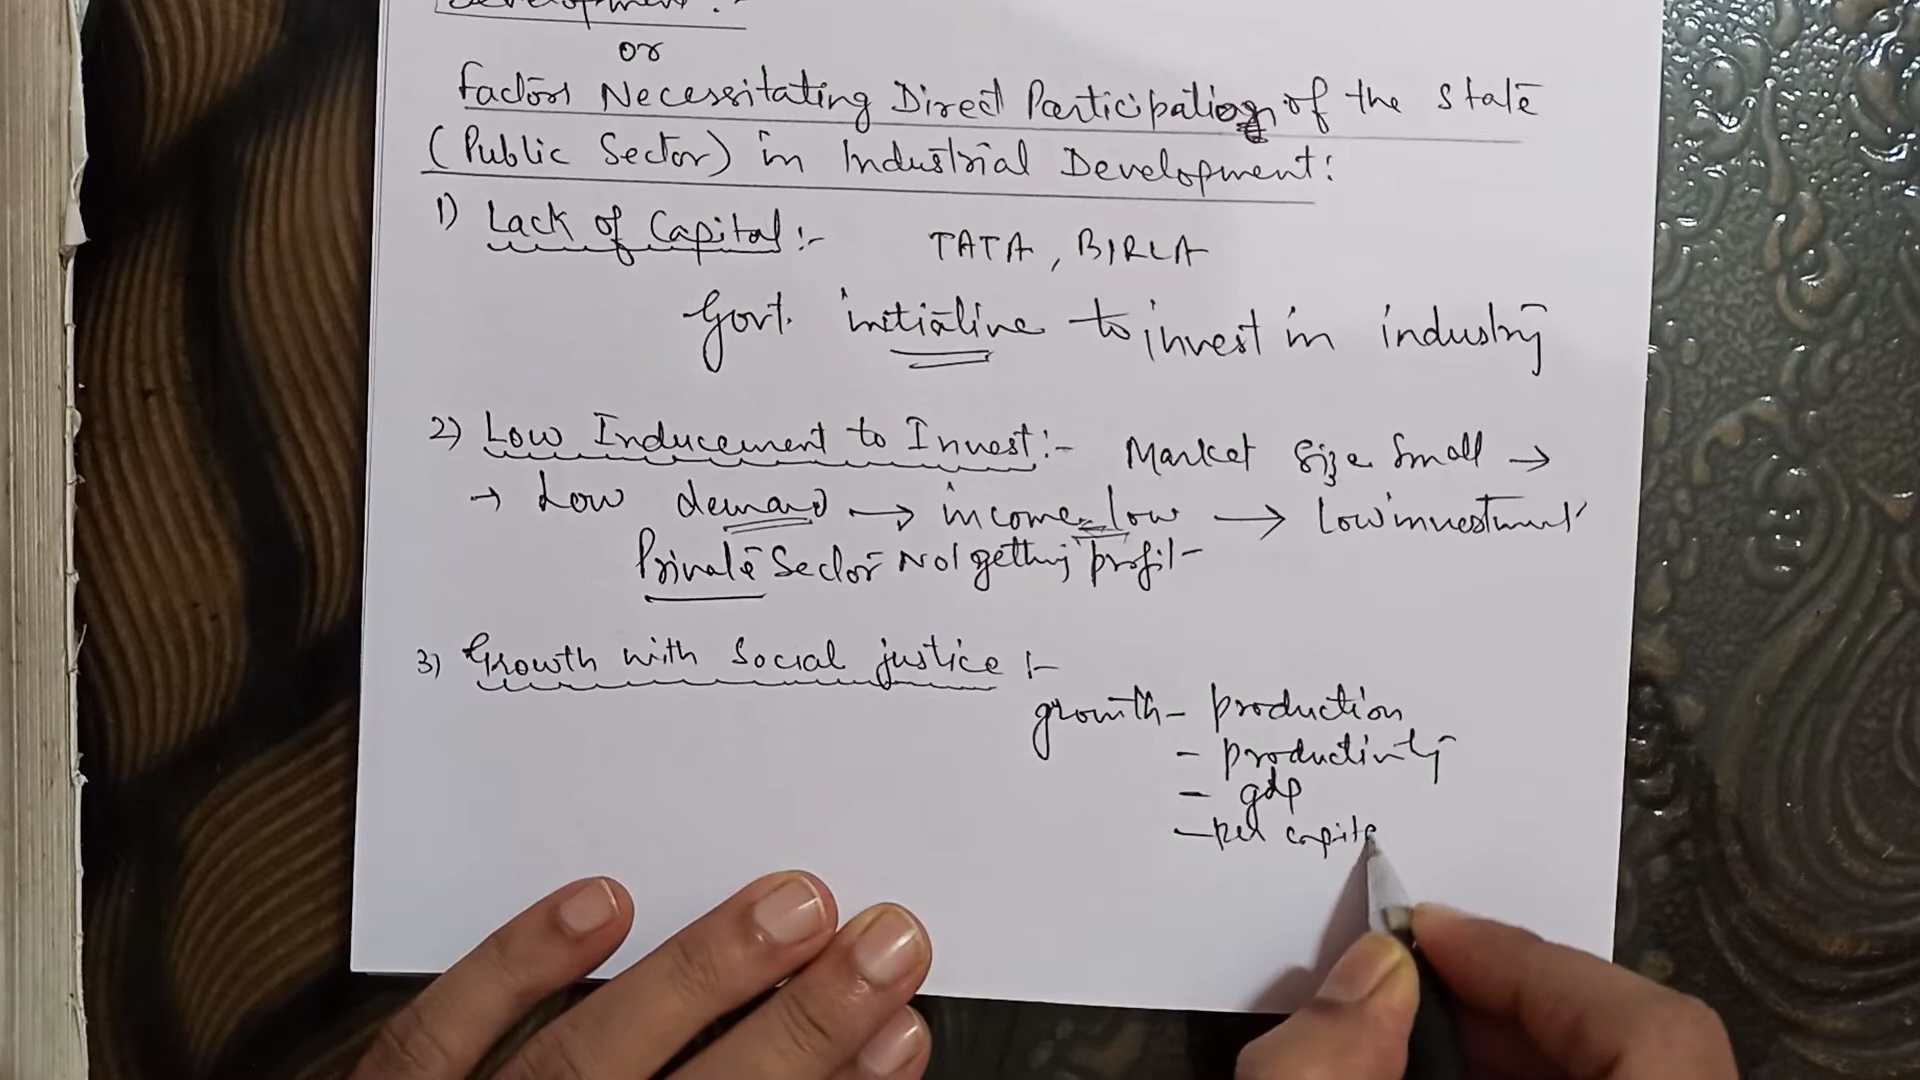 Development :-
or
Factors Necessitating Direct Participation of the State
(Public Sector) in Industrial Development:
1) Lack of Capital :- TATA, BIRLA
Govt. initiative to invest in industry
2) Low Inducement to Invest :- Market Size Small →
→ Low demand → income low → Low investment
Private Sector Not getting profit -
3) Growth with Social justice :-
growth - production
- productivity
- gdp
- per capita